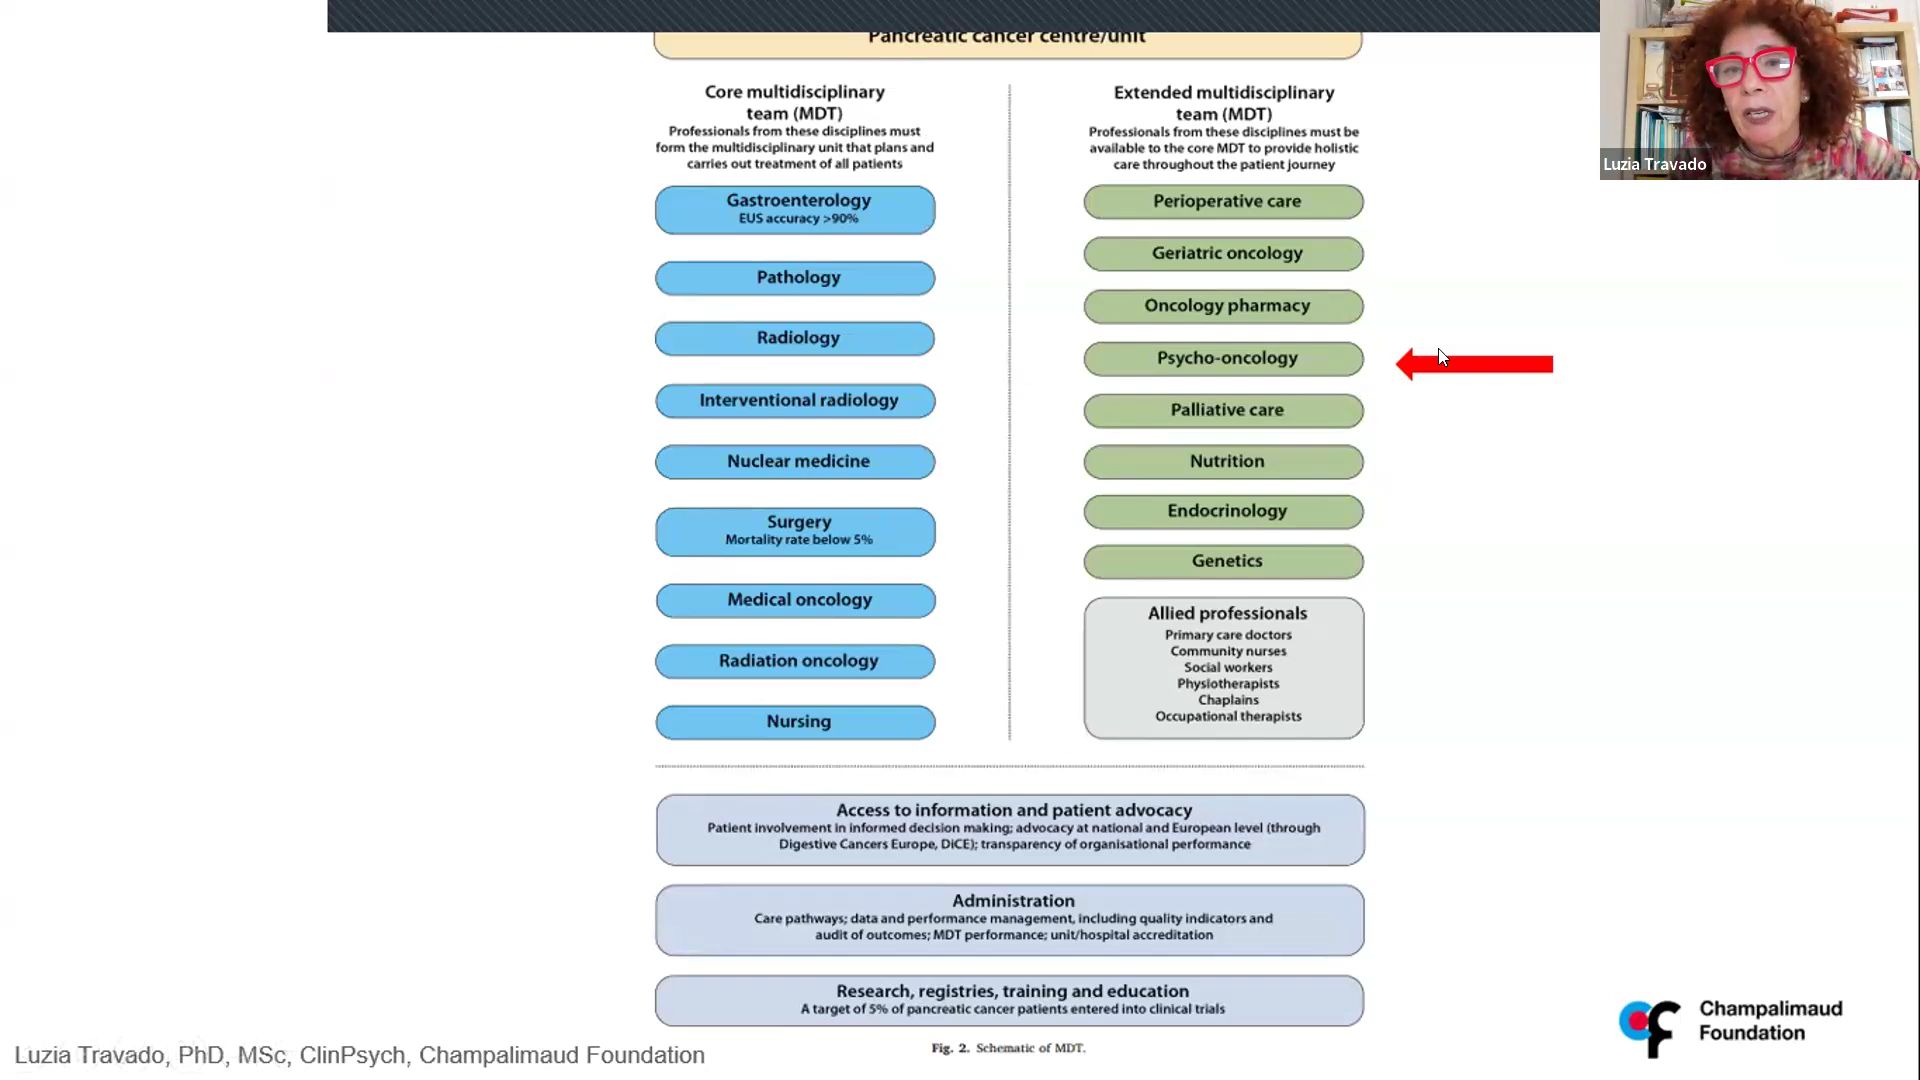 Pancreatic cancer centre/unit
Core multidisciplinary
team (MDT)
Professionals from these disciplines must
form the multidisciplinary unit that plans and
carries out treatment of all patients
Gastroenterology
EUS accuracy >90%
Pathology
Radiology
Interventional radiology
Nuclear medicine
Surgery
Mortality rate below 5%
Medical oncology
Radiation oncology
Nursing
Extended multidisciplinary
team (MDT)
Professionals from these disciplines must be
available to the core MDT to provide holistic
care throughout the patient journey
Perioperative care
Geriatric oncology
Oncology pharmacy
Psycho-oncology
Palliative care
Nutrition
Endocrinology
Genetics
Allied professionals
Primary care doctors
Community nurses
Social workers
Physiotherapists
Chaplains
Occupational therapists
Access to information and patient advocacy
Patient involvement in informed decision making; advocacy at national and European level (through
Digestive Cancers Europe, DiCE); transparency of organisational performance
Administration
Care pathways; data and performance management, including quality indicators and
audit of outcomes; MDT performance; unit/hospital accreditation
Research, registries, training and education
A target of 5% of pancreatic cancer patients entered into clinical trials
Fig. 2. Schematic of MDT.
Luzia Travado
Luzia Travado, PhD, MSc, ClinPsych, Champalimaud Foundation
Champalimaud
Foundation